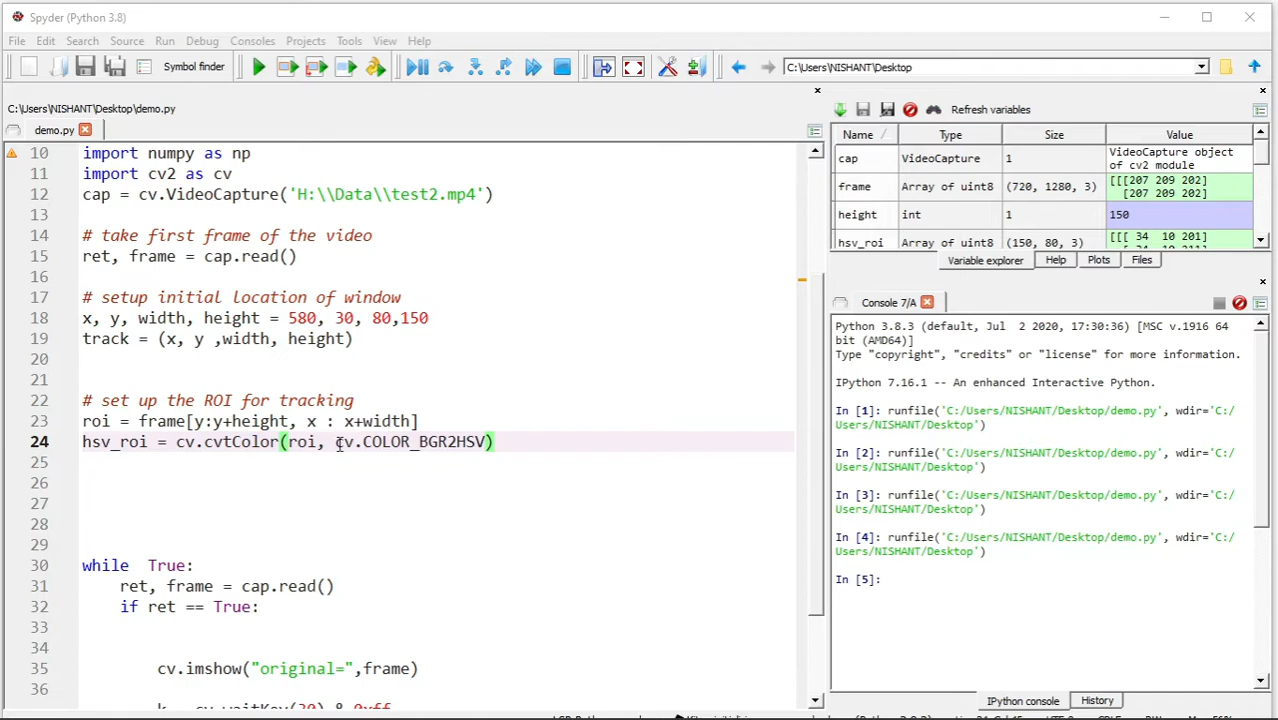 Spyder (Python 3.8)
File Edit Search Source Run Debug Consoles Projects Tools View Help
Symbol finder
C:\Users\NISHANT\Desktop
C:\Users\NISHANT\Desktop\demo.py
demo.py
10 import numpy as np
11 import cv2 as cv
12 cap = cv.VideoCapture('H:\\Data\\test2.mp4')
13
14 # take first frame of the video
15 ret, frame = cap.read()
16
17 # setup initial location of window
18 x, y, width, height = 580, 30, 80,150
19 track = (x, y ,width, height)
20
21
22 # set up the ROI for tracking
23 roi = frame[y:y+height, x : x+width]
24 hsv_roi = cv.cvtColor(roi, cv.COLOR_BGR2HSV)
25
26
27
28
29
30 while  True:
31     ret, frame = cap.read()
32     if ret == True:
33
34
35         cv.imshow("original=",frame)
36
k = cv.waitKey(30) & 0xff
Refresh variables
Name Type Size Value
cap VideoCapture 1 VideoCapture object
of cv2 module
frame Array of uint8 (720, 1280, 3) [[[207 209 202]
[207 209 202]
height int 1 150
hsv_roi Array of uint8 (150, 80, 3) [[[ 34  10 201]
Variable explorer Help Plots Files
Console 7/A
Python 3.8.3 (default, Jul  2 2020, 17:30:36) [MSC v.1916 64
bit (AMD64)]
Type "copyright", "credits" or "license" for more information.
IPython 7.16.1 -- An enhanced Interactive Python.
In [1]: runfile('C:/Users/NISHANT/Desktop/demo.py', wdir='C:/
Users/NISHANT/Desktop')
In [2]: runfile('C:/Users/NISHANT/Desktop/demo.py', wdir='C:/
Users/NISHANT/Desktop')
In [3]: runfile('C:/Users/NISHANT/Desktop/demo.py', wdir='C:/
Users/NISHANT/Desktop')
In [4]: runfile('C:/Users/NISHANT/Desktop/demo.py', wdir='C:/
Users/NISHANT/Desktop')
In [5]:
IPython console History